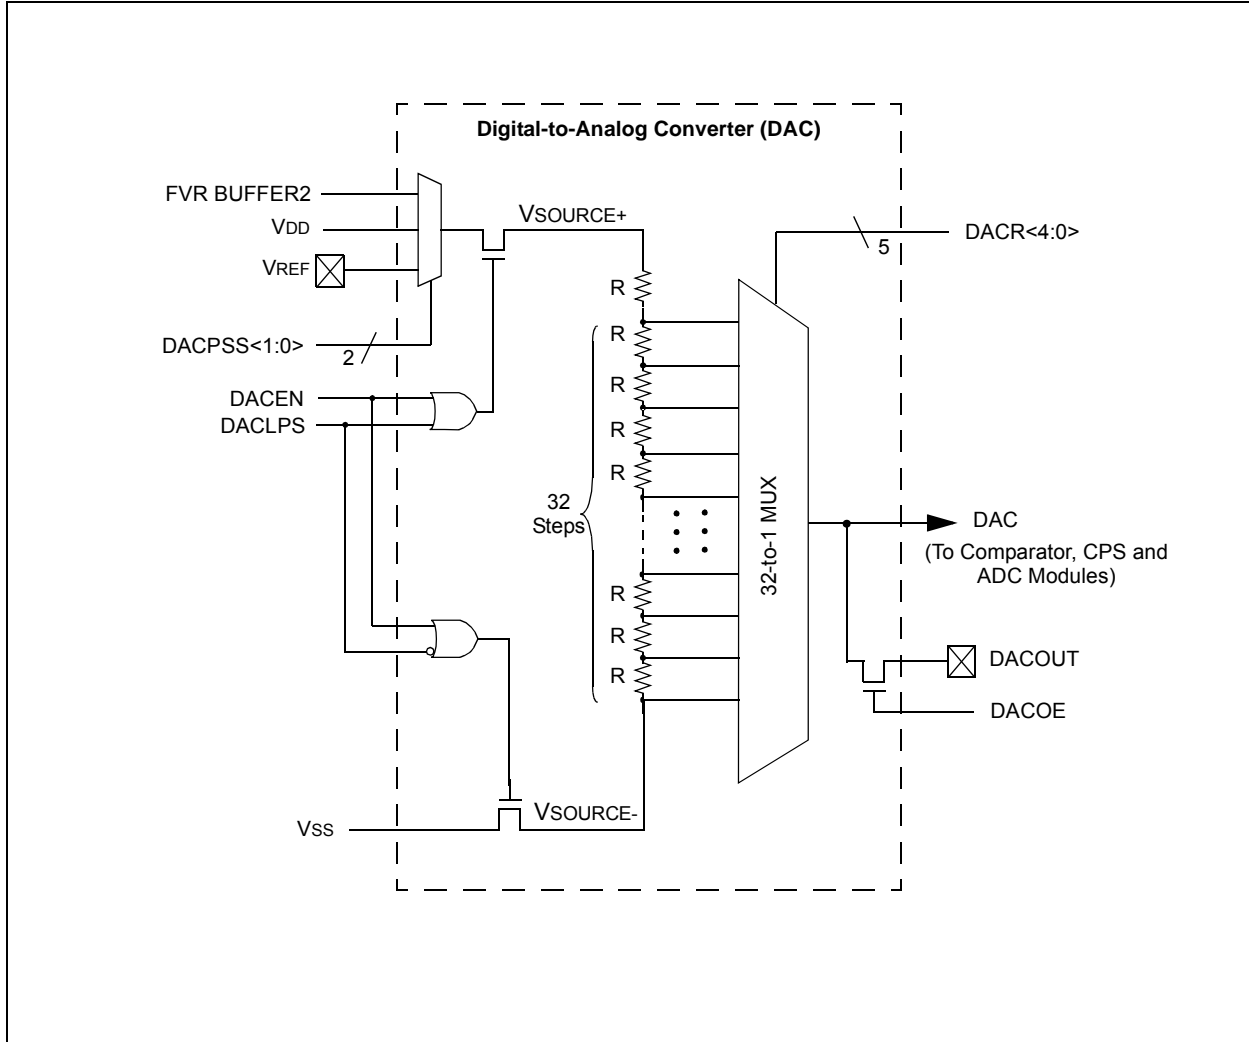 Digital-to-Analog Converter (DAC)
FVR BUFFER2
VDD
VREF
DACPSS<1:0>
2
DACEN
DACLPS
VSOURCE+
5
DACR<4:0>
R
R
R
R
R
32
Steps
R
R
R
32-to-1 MUX
DAC
(To Comparator, CPS and
ADC Modules)
DACOUT
DACOE
VSOURCE-
VSS